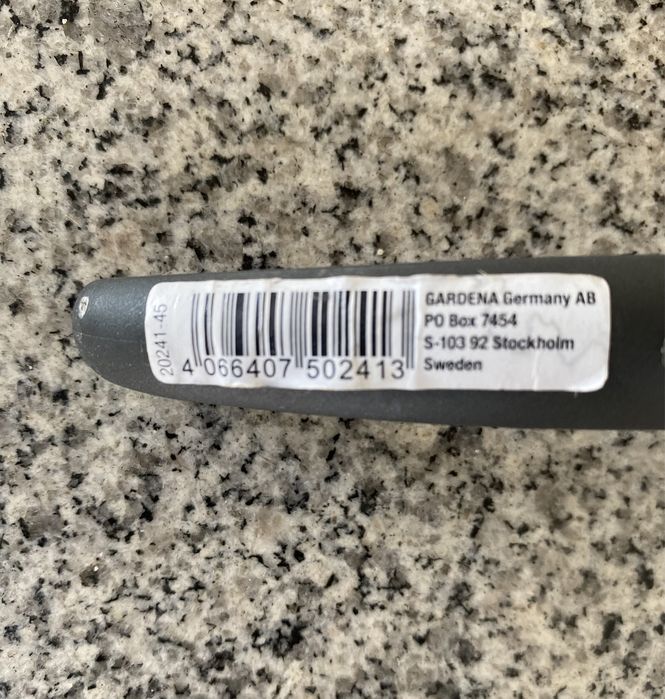 20241-45
4 066407 502413
GARDENA Germany AB
PO Box 7454
S-103 92 Stockholm
Sweden